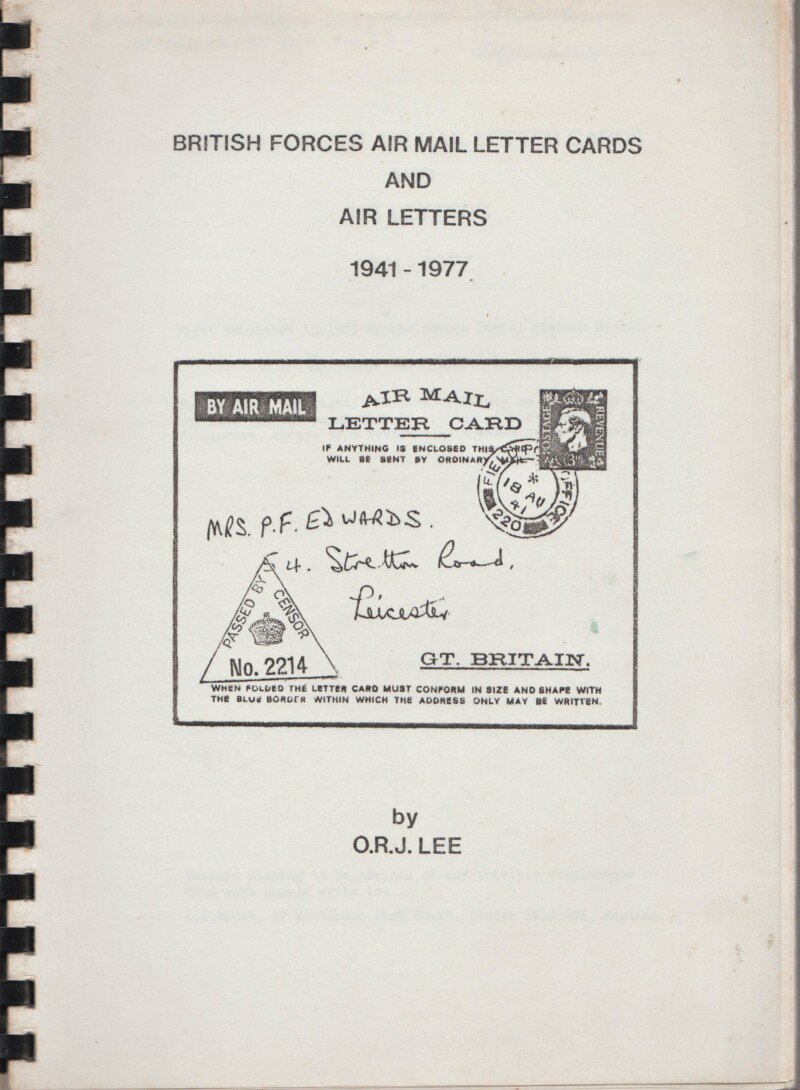 BRITISH FORCES AIR MAIL LETTER CARDS
AND
AIR LETTERS
1941 - 1977
BY AIR MAIL
AIR MAIL
LETTER CARD
IF ANYTHING IS ENCLOSED THIS CARD
WILL BE SENT BY ORDINARY MAIL.
POSTAGE
REVENUE
3D
FIELD POST OFFICE
*
18 AU
41
220
MRS. P.F. EDWARDS.
54. Stretton Road,
Leicester
PASSED BY CENSOR
No. 2214
GT. BRITAIN.
WHEN FOLDED THE LETTER CARD MUST CONFORM IN SIZE AND SHAPE WITH
THE BLUE BORDER WITHIN WHICH THE ADDRESS ONLY MAY BE WRITTEN.
by
O.R.J. LEE